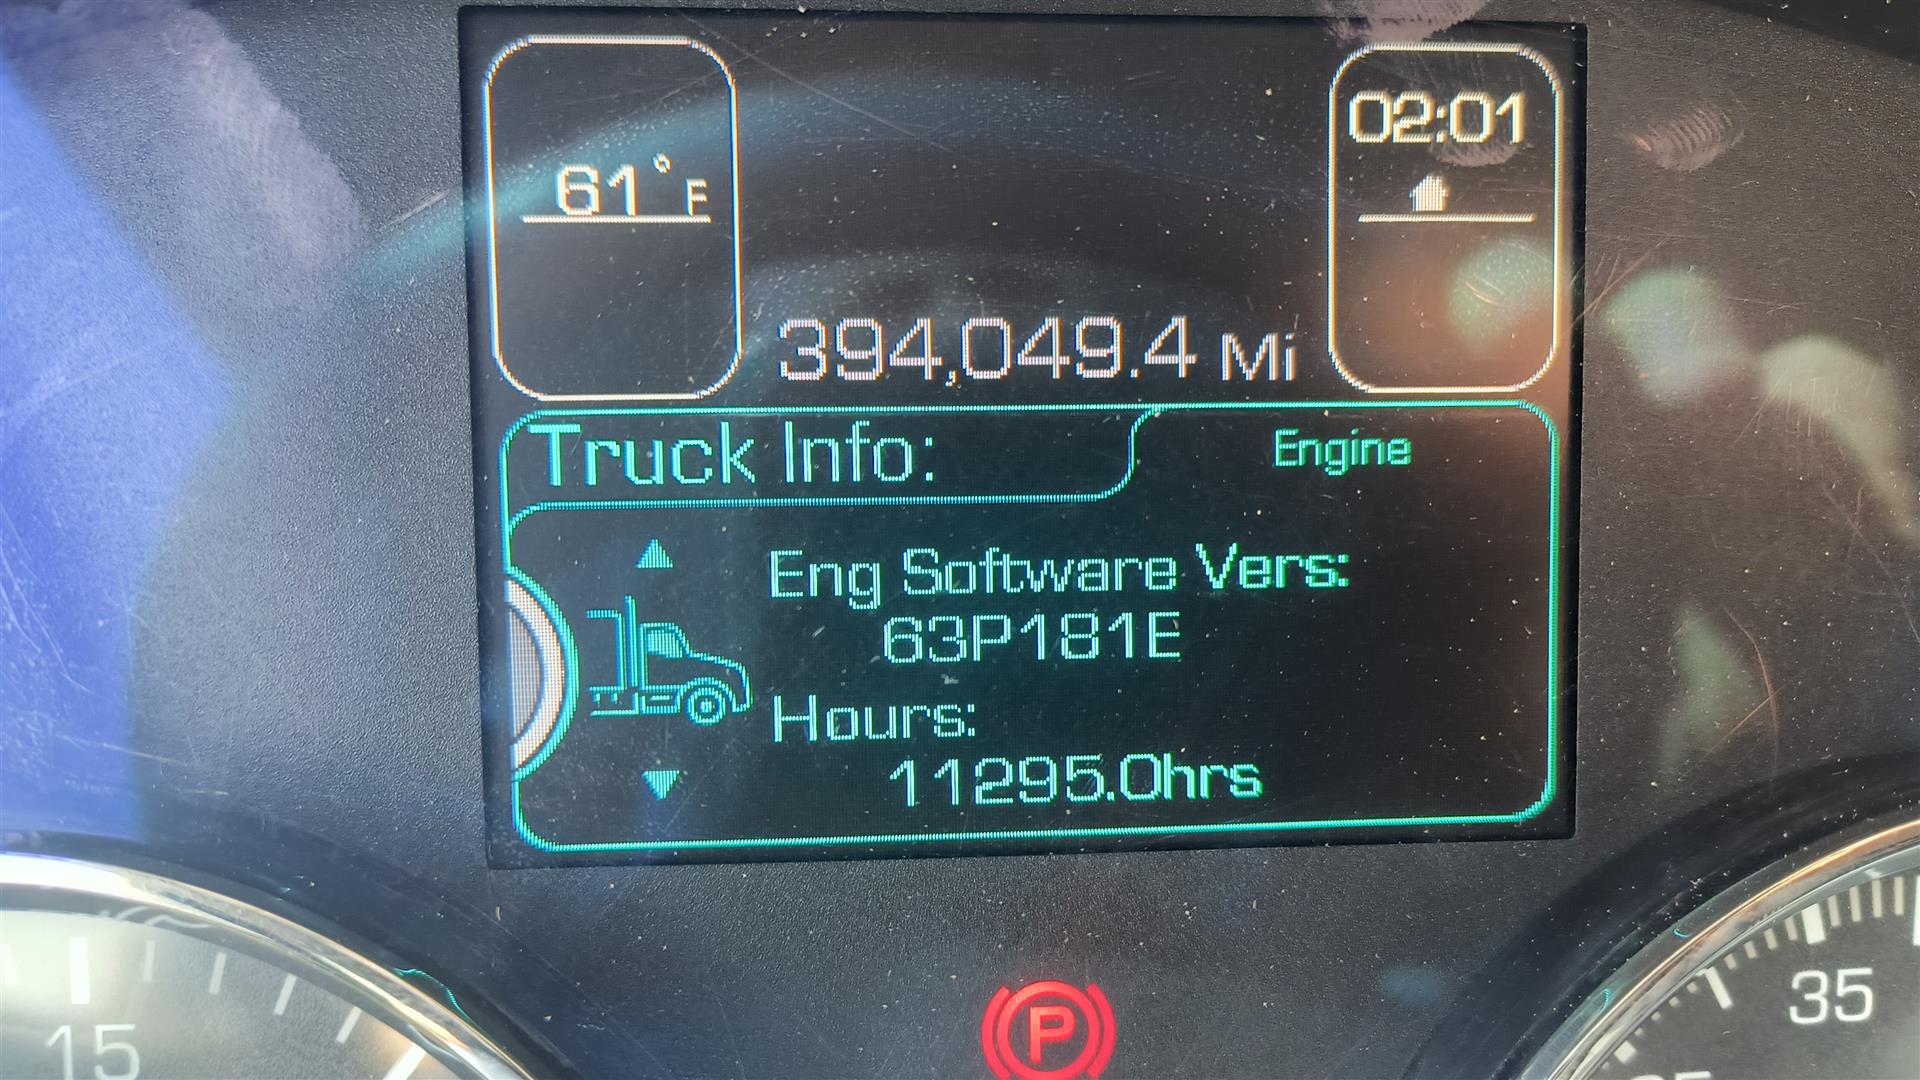 61°F
02:01
394,049.4 Mi
Truck Info:
Engine
Eng Software Vers:
63P181E
Hours:
11295.0hrs
15
P
35